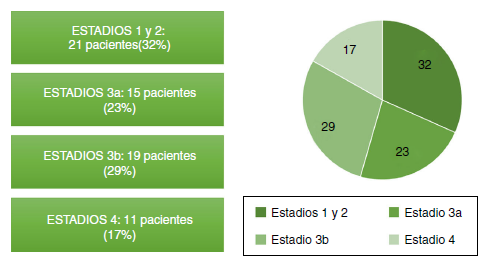 ESTADIOS 1 y 2:
21 pacientes(32%)
ESTADIOS 3a: 15 pacientes
(23%)
ESTADIOS 3b: 19 pacientes
(29%)
ESTADIOS 4: 11 pacientes
(17%)
17
32
29
23
Estadios 1 y 2
Estadio 3a
Estadio 3b
Estadio 4